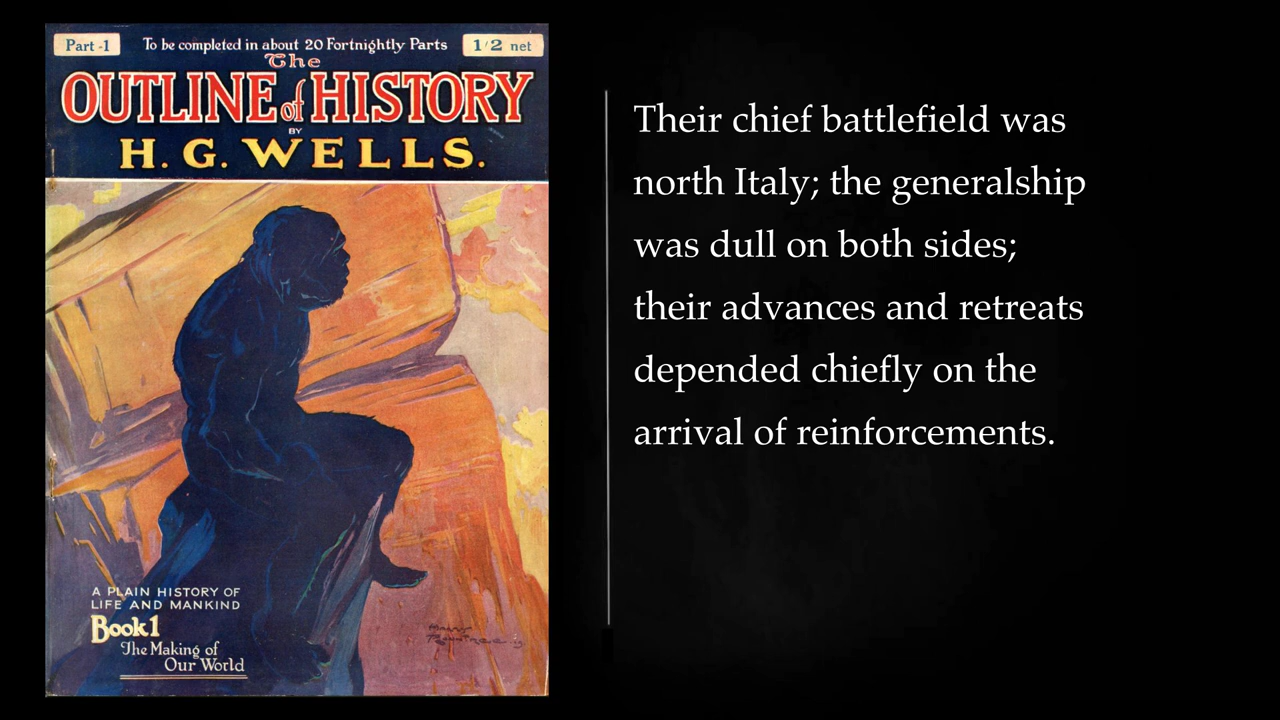 Part -1
To be completed in about 20 Fortnightly Parts
1/2 net
The
OUTLINE of HISTORY
BY
H. G. WELLS.
A PLAIN HISTORY OF
LIFE AND MANKIND
Book 1
The Making of
Our World
Their chief battlefield was
north Italy; the generalship
was dull on both sides;
their advances and retreats
depended chiefly on the
arrival of reinforcements.